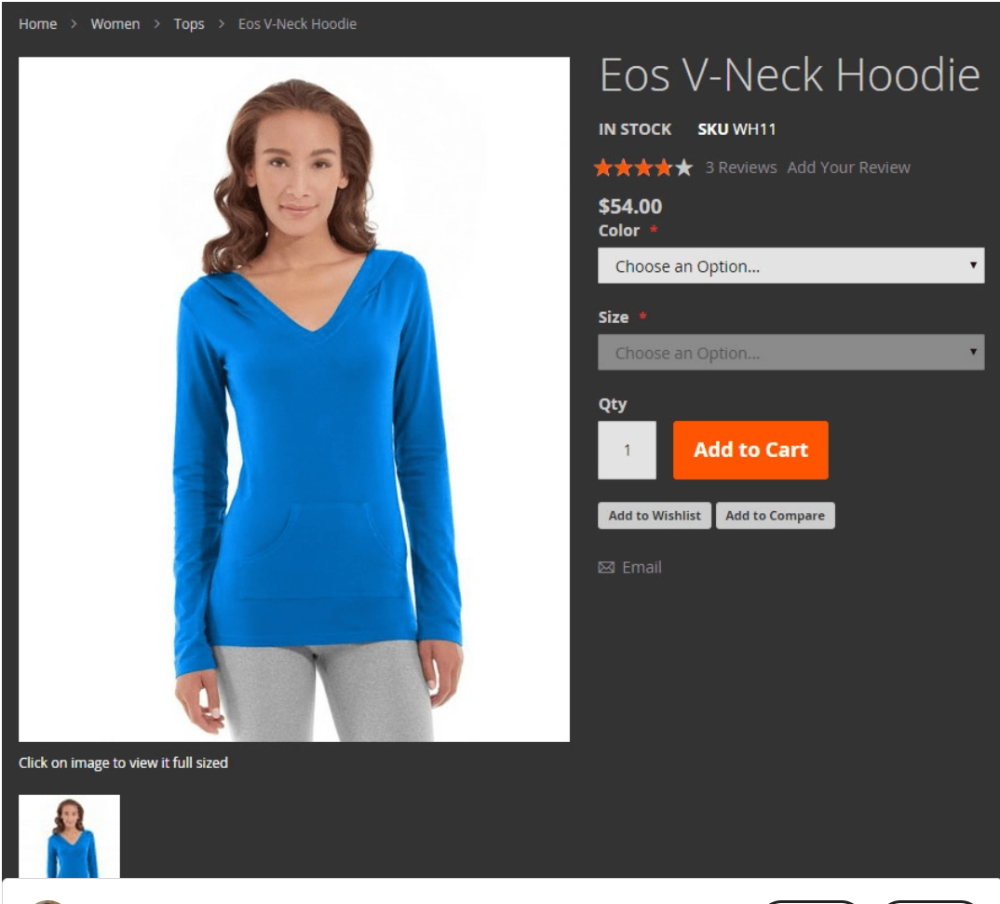 Home > Women > Tops > Eos V-Neck Hoodie
Eos V-Neck Hoodie
IN STOCK SKU WH11
3 Reviews Add Your Review
$54.00
Color *
Choose an Option...
Size *
Choose an Option...
Qty
1 Add to Cart
Add to Wishlist Add to Compare
Email
Click on image to view it full sized